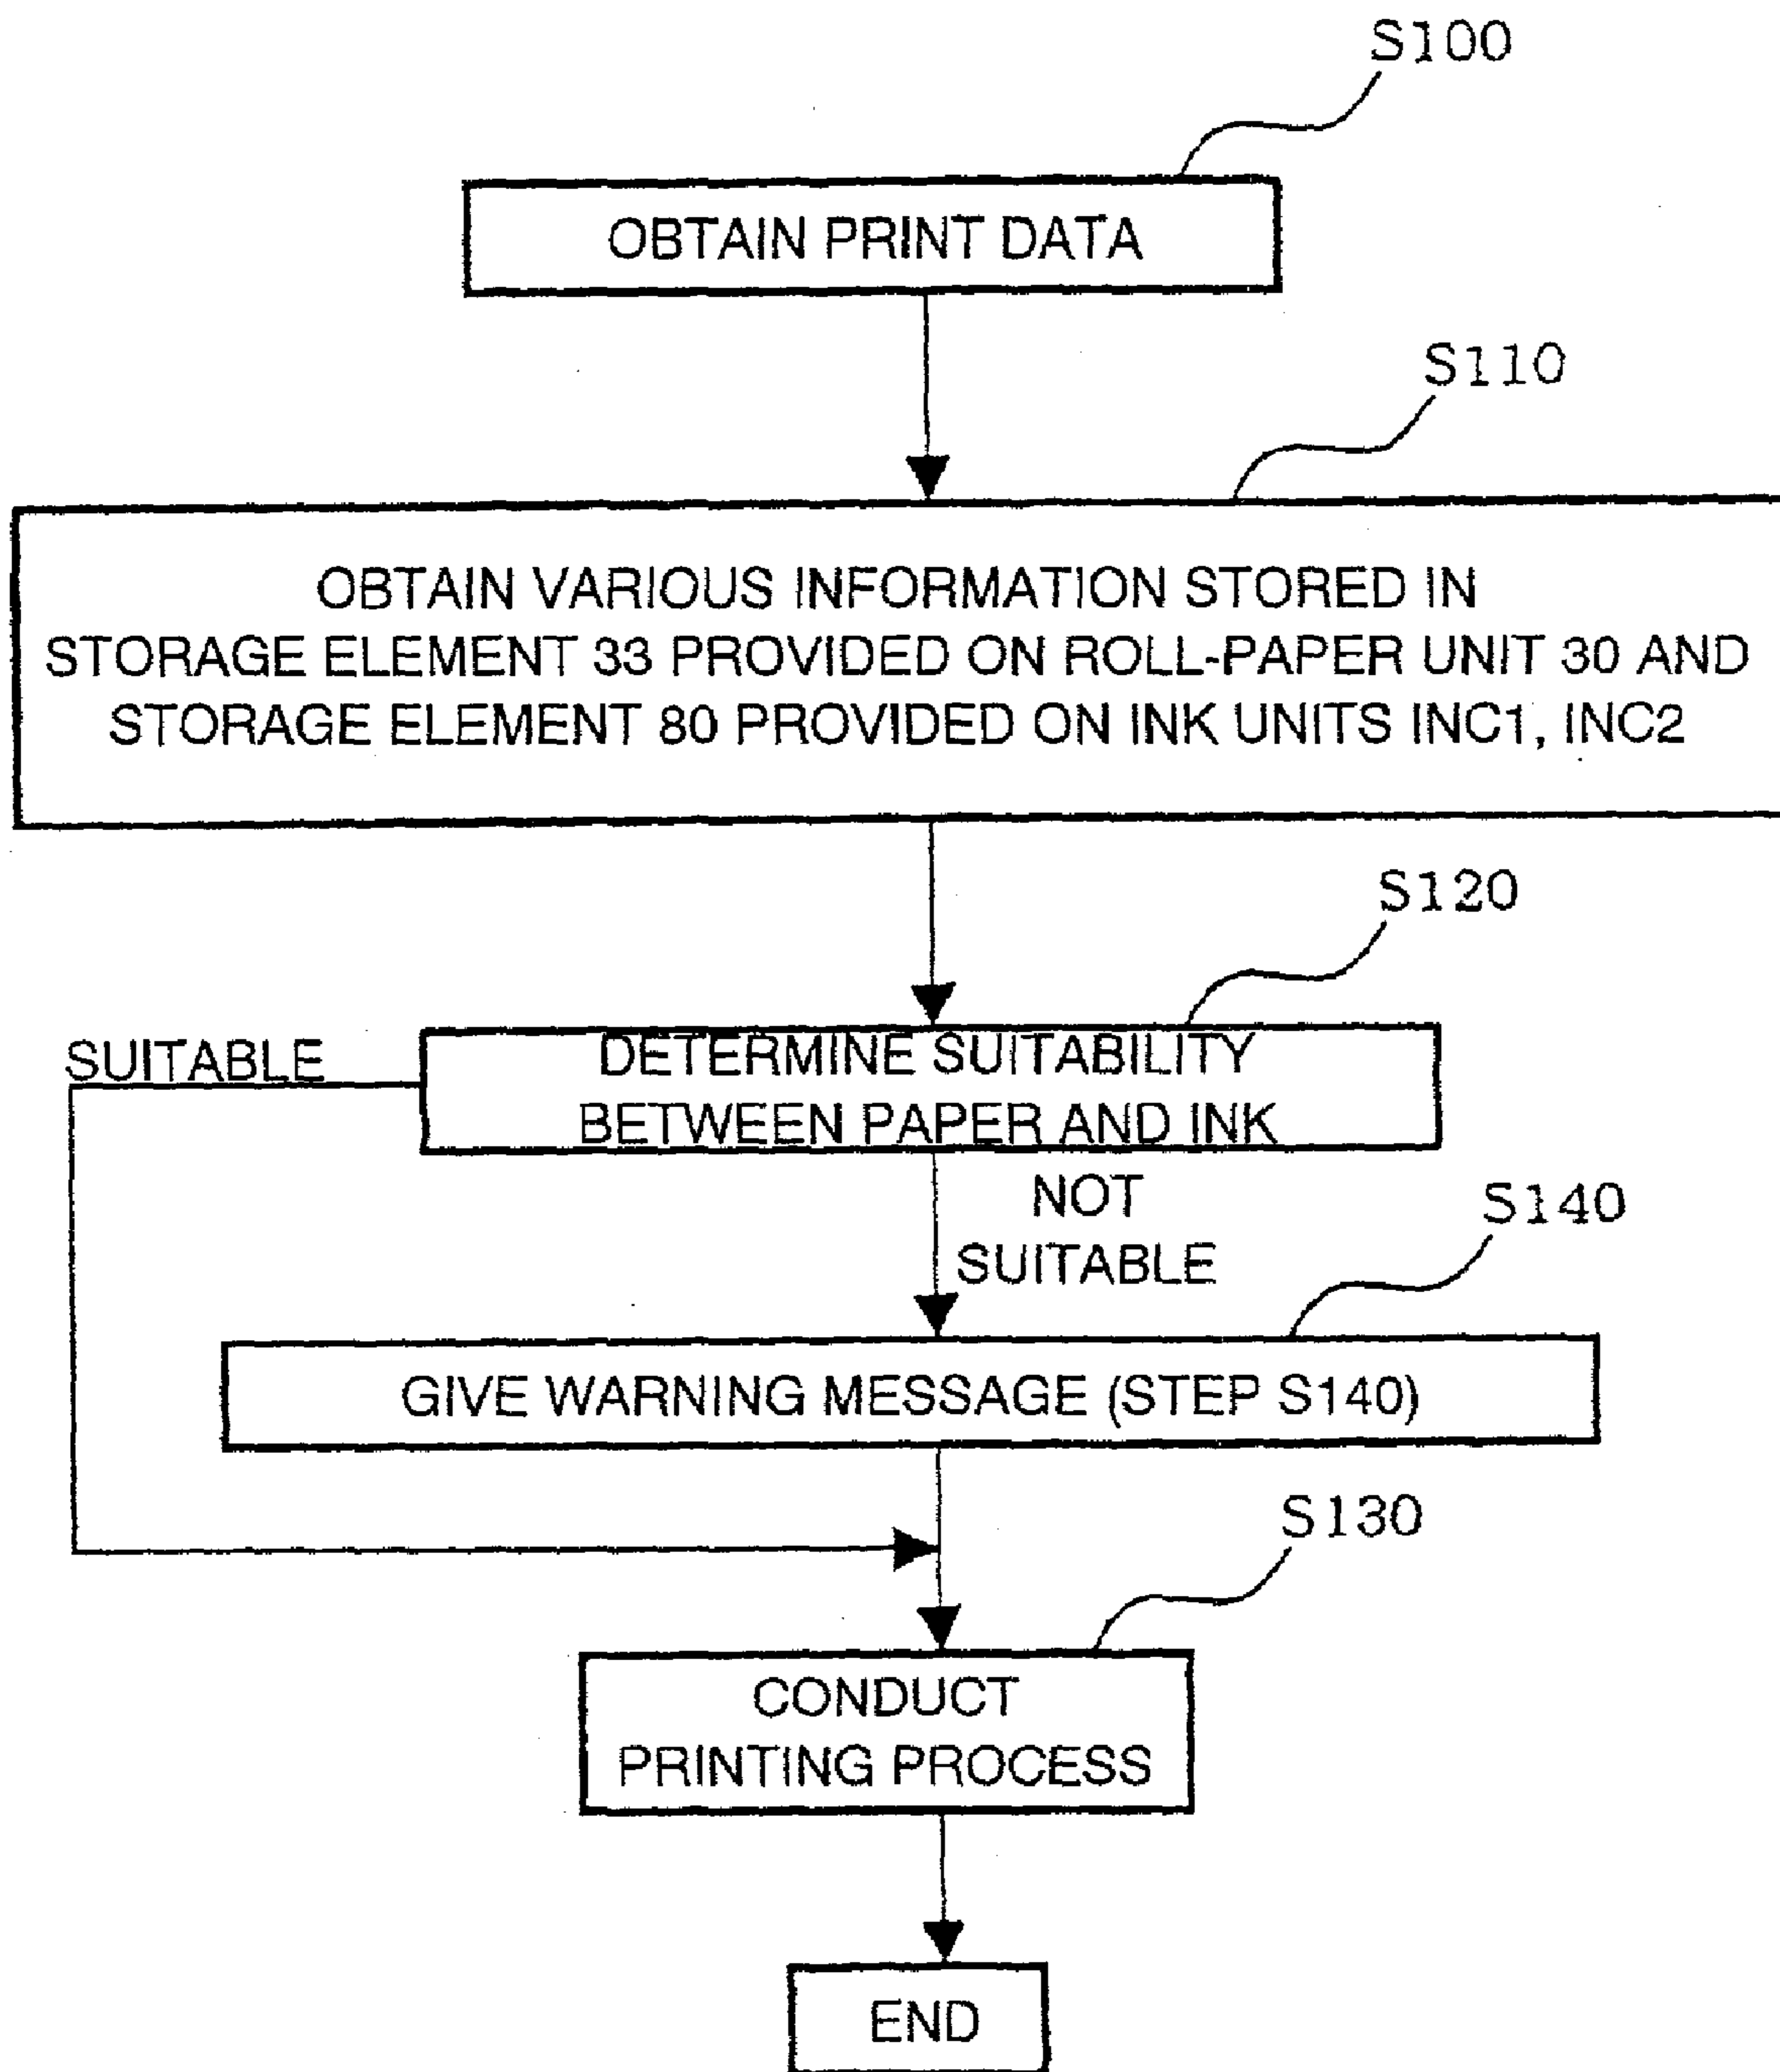 S100
OBTAIN PRINT DATA
S110
OBTAIN VARIOUS INFORMATION STORED IN
STORAGE ELEMENT 33 PROVIDED ON ROLL-PAPER UNIT 30 AND
STORAGE ELEMENT 80 PROVIDED ON INK UNITS INC1, INC2
S120
SUITABLE
DETERMINE SUITABILITY
BETWEEN PAPER AND INK
NOT
SUITABLE
S140
GIVE WARNING MESSAGE (STEP S140)
S130
CONDUCT
PRINTING PROCESS
END